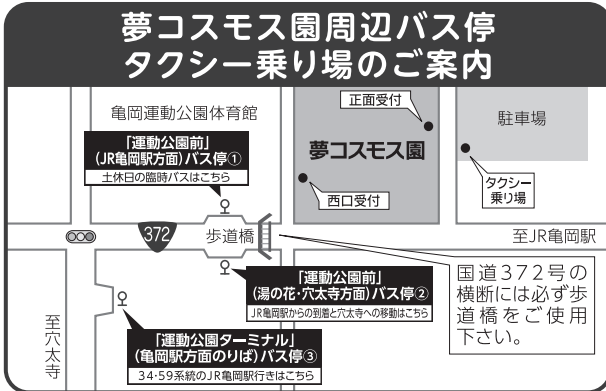 夢コスモス園周辺バス停
タクシー乗り場のご案内
亀岡運動公園体育館
正面受付
駐車場
「運動公園前」
(JR亀岡駅方面)バス停①
土休日の臨時バスはこちら
夢コスモス園
タクシー
乗り場
西口受付
372
歩道橋
至JR亀岡駅
「運動公園前」
(湯の花・穴太寺方面)バス停②
JR亀岡駅からの到着と穴太寺への移動はこちら
国道372号の
横断には必ず歩
道橋をご使用
下さい。
至穴太寺
「運動公園ターミナル」
(亀岡駅方面のりば)バス停③
34・59系統のJR亀岡駅行きはこちら